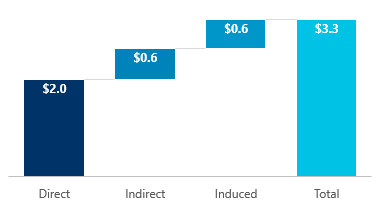 $2.0
$0.6
$0.6
$3.3
Direct
Indirect
Induced
Total